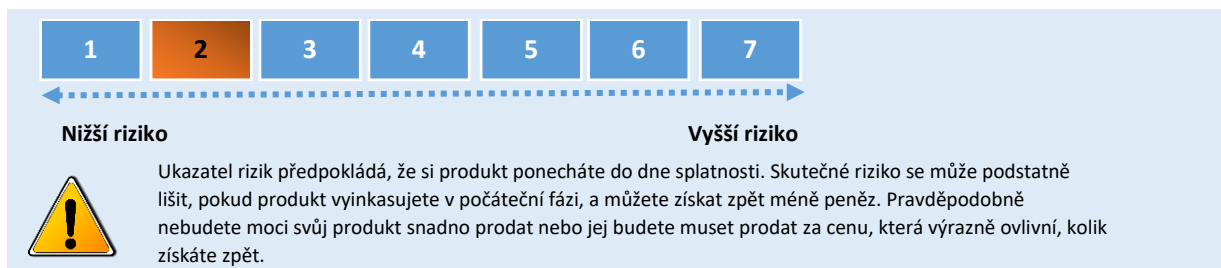 1 2 3 4 5 6 7
Nižší riziko Vyšší riziko
Ukazatel rizik předpokládá, že si produkt ponecháte do dne splatnosti. Skutečné riziko se může podstatně
lišit, pokud produkt vyinkasujete v počáteční fázi, a můžete získat zpět méně peněz. Pravděpodobně
nebudete moci svůj produkt snadno prodat nebo jej budete muset prodat za cenu, která výrazně ovlivní, kolik
získáte zpět.